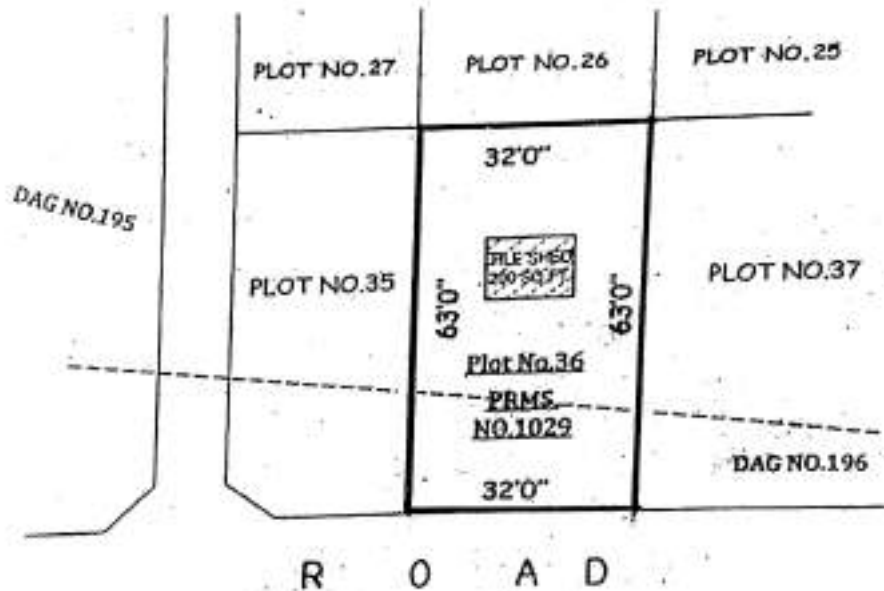 PLOT NO.27
PLOT NO.26
PLOT NO.25
32'0"
DAG NO.195
TILE SHED
SQ.FT.
PLOT NO.35
63'0"
63'0"
PLOT NO.37
Plot No.36
PRMS.
NO.1029
DAG NO.196
32'0"
R O A D